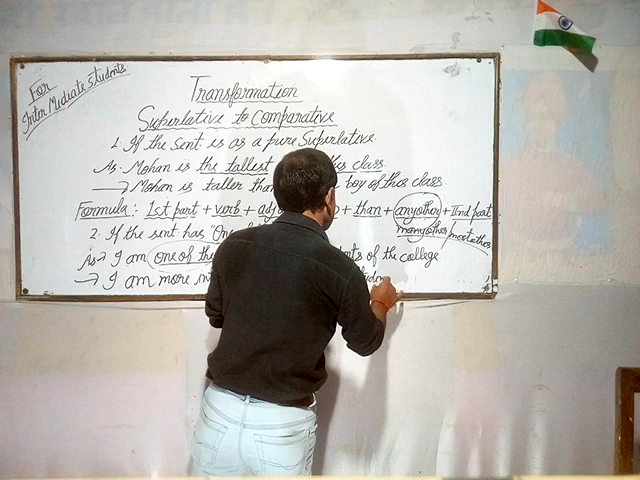 For
Inter Mediate Students
Transformation
Superlative to Comparative
1. If the sent is as a pure Superlative.
As: Mohan is the tallest this class.
→ Mohan is taller than boy of this class.
Formula:- 1st part + verb + adj + than + any other + IInd part
many other / most other
2. If the sent has 'One
As → I am one of the of the college
→ I am more